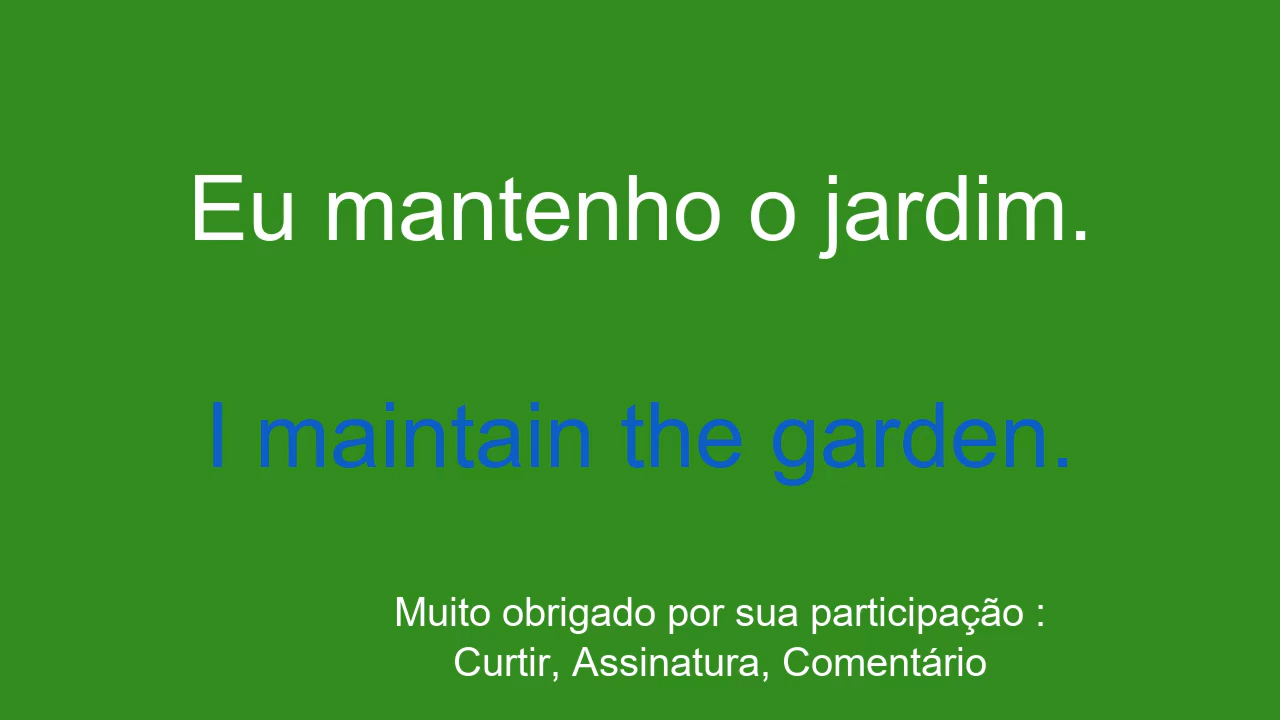 Eu mantenho o jardim.
I maintain the garden.
Muito obrigado por sua participação :
Curtir, Assinatura, Comentário